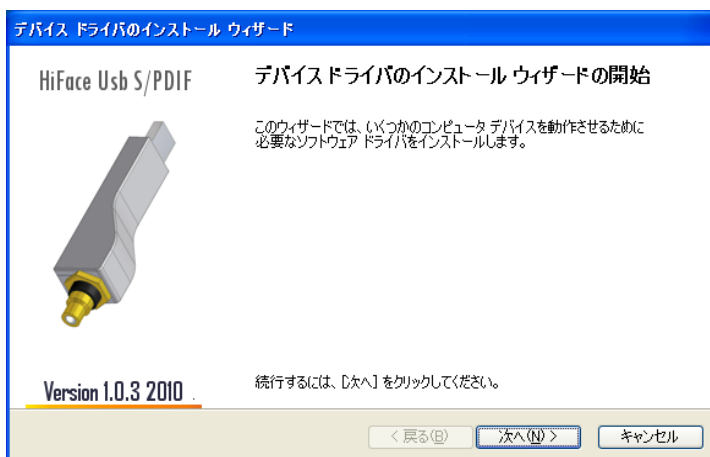 デバイス ドライバのインストール ウィザード
HiFace Usb S/PDIF
デバイス ドライバのインストール ウィザードの開始
このウィザードでは、いくつかのコンピュータ デバイスを動作させるために
必要なソフトウェア ドライバをインストールします。
続行するには、[次へ] をクリックしてください。
Version 1.0.3 2010 .
< 戻る(B)
次へ(N) >
キャンセル